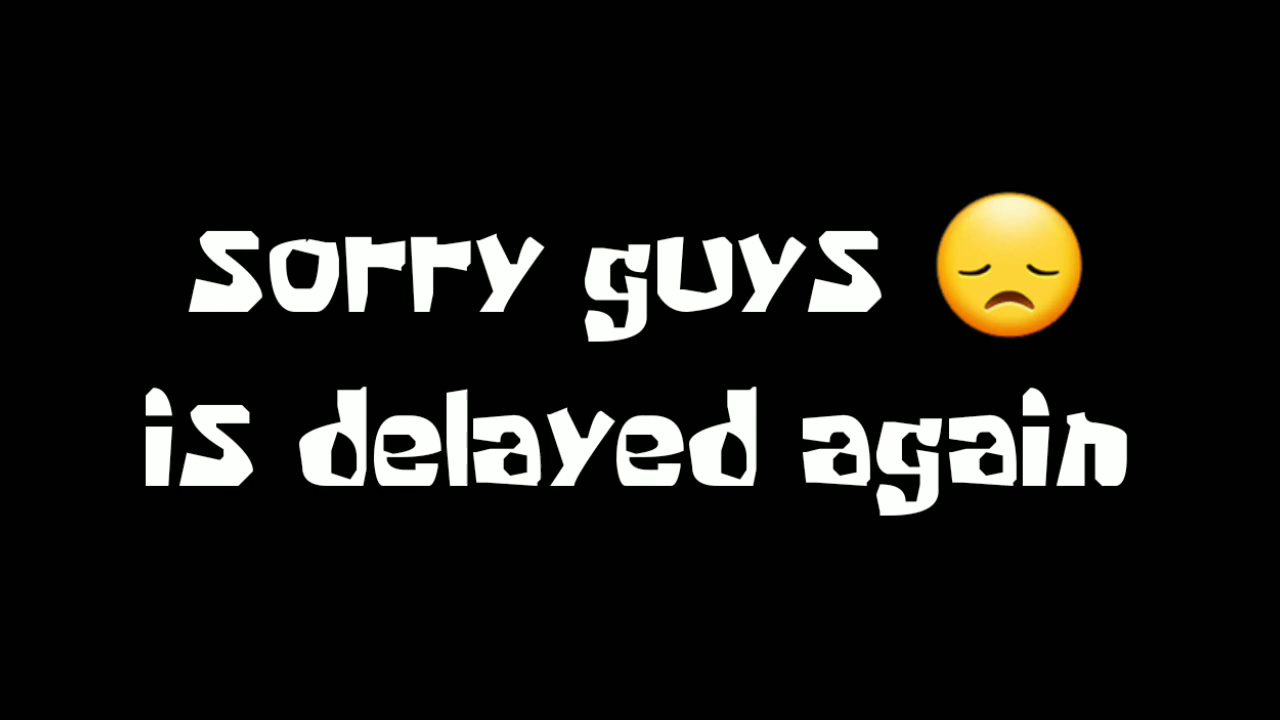 sorry guys 😞
is delayed again